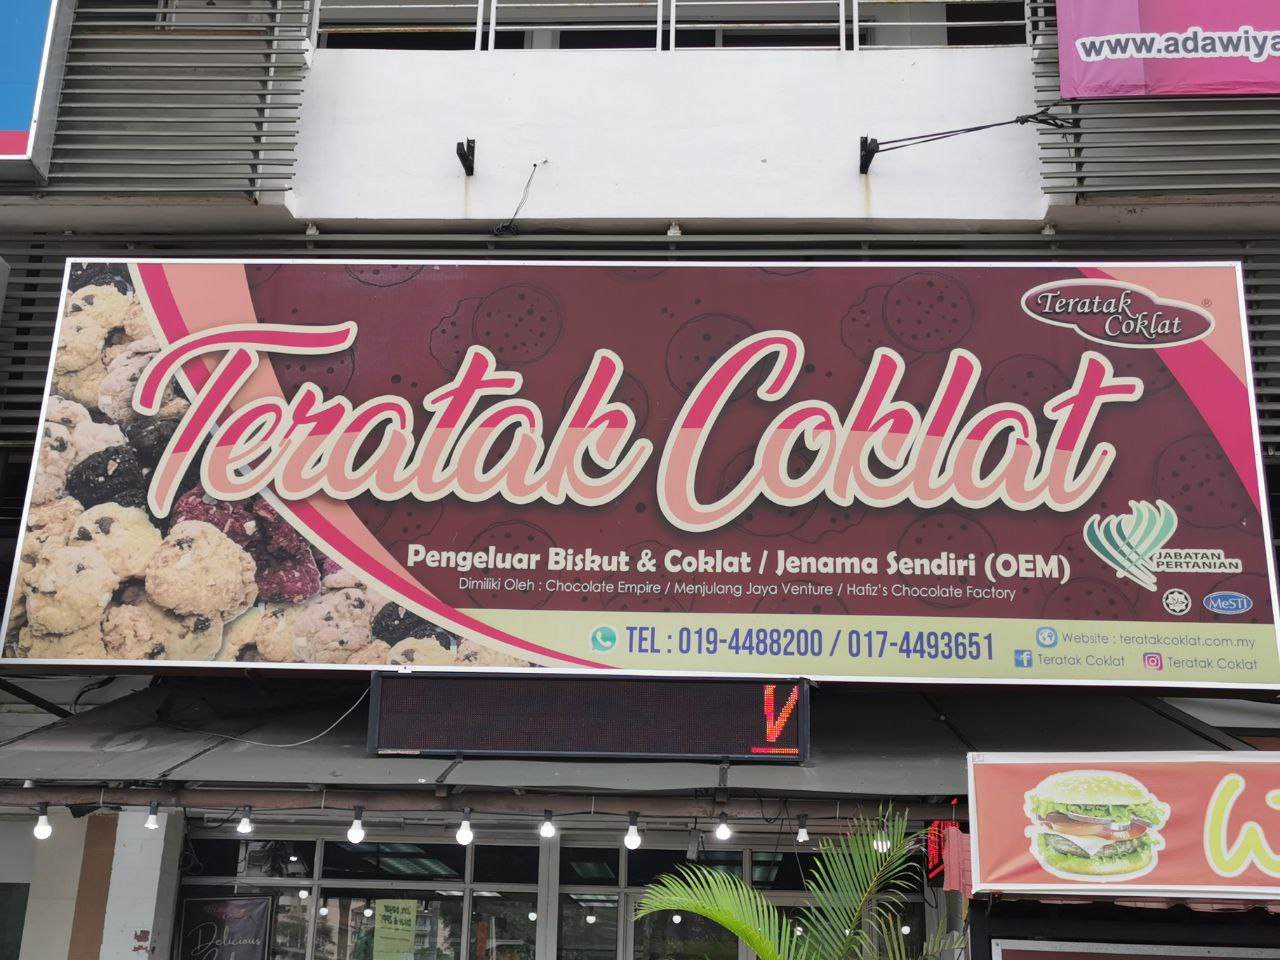 www.adawiya
Teratak
Coklat
®
Teratak Coklat
Pengeluar Biskut & Coklat / Jenama Sendiri (OEM)
Dimiliki Oleh : Chocolate Empire / Menjulang Jaya Venture / Hafiz's Chocolate Factory
JABATAN
PERTANIAN
MeSTI
TEL : 019-4488200 / 017-4493651
Website : teratakcoklat.com.my
Teratak Coklat
Teratak Coklat
V
Delicious